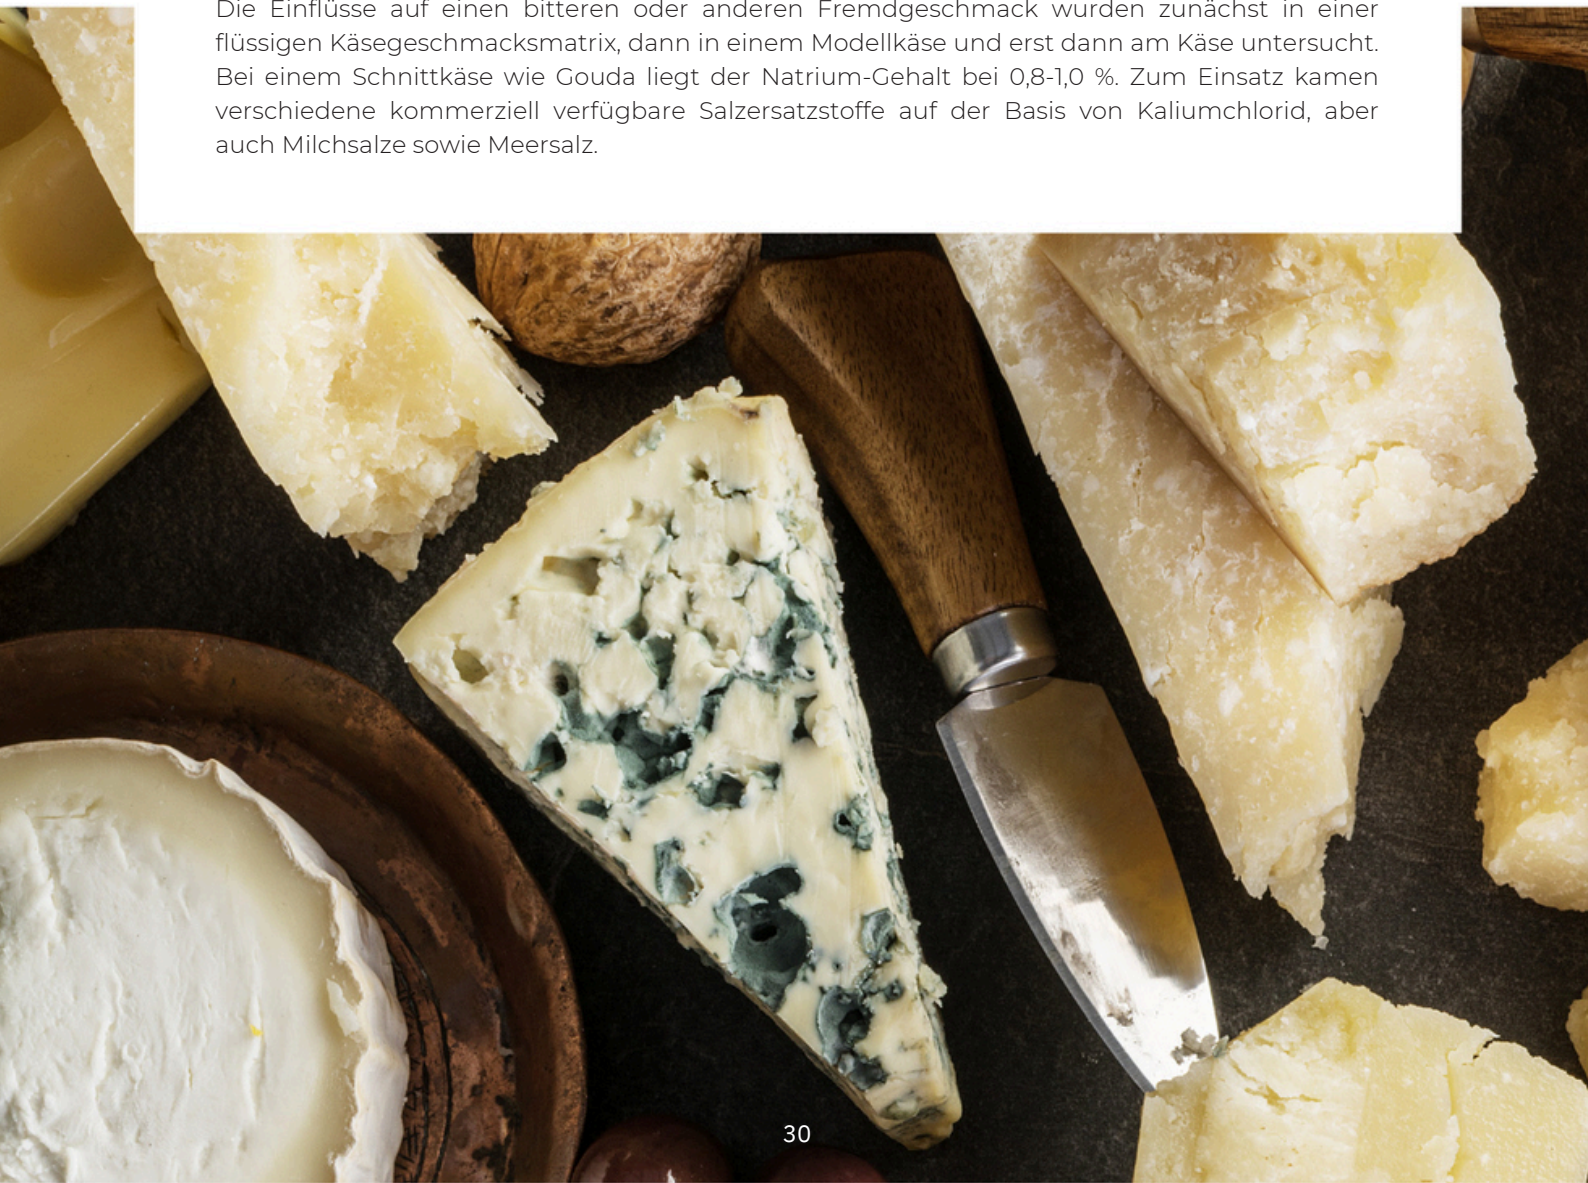 Die Einflüsse auf einen bitteren oder anderen Fremdgeschmack wurden zunächst in einer
flüssigen Käsegeschmacksmatrix, dann in einem Modellkäse und erst dann am Käse untersucht.
Bei einem Schnittkäse wie Gouda liegt der Natrium-Gehalt bei 0,8-1,0 %. Zum Einsatz kamen
verschiedene kommerziell verfügbare Salzersatzstoffe auf der Basis von Kaliumchlorid, aber
auch Milchsalze sowie Meersalz.
30